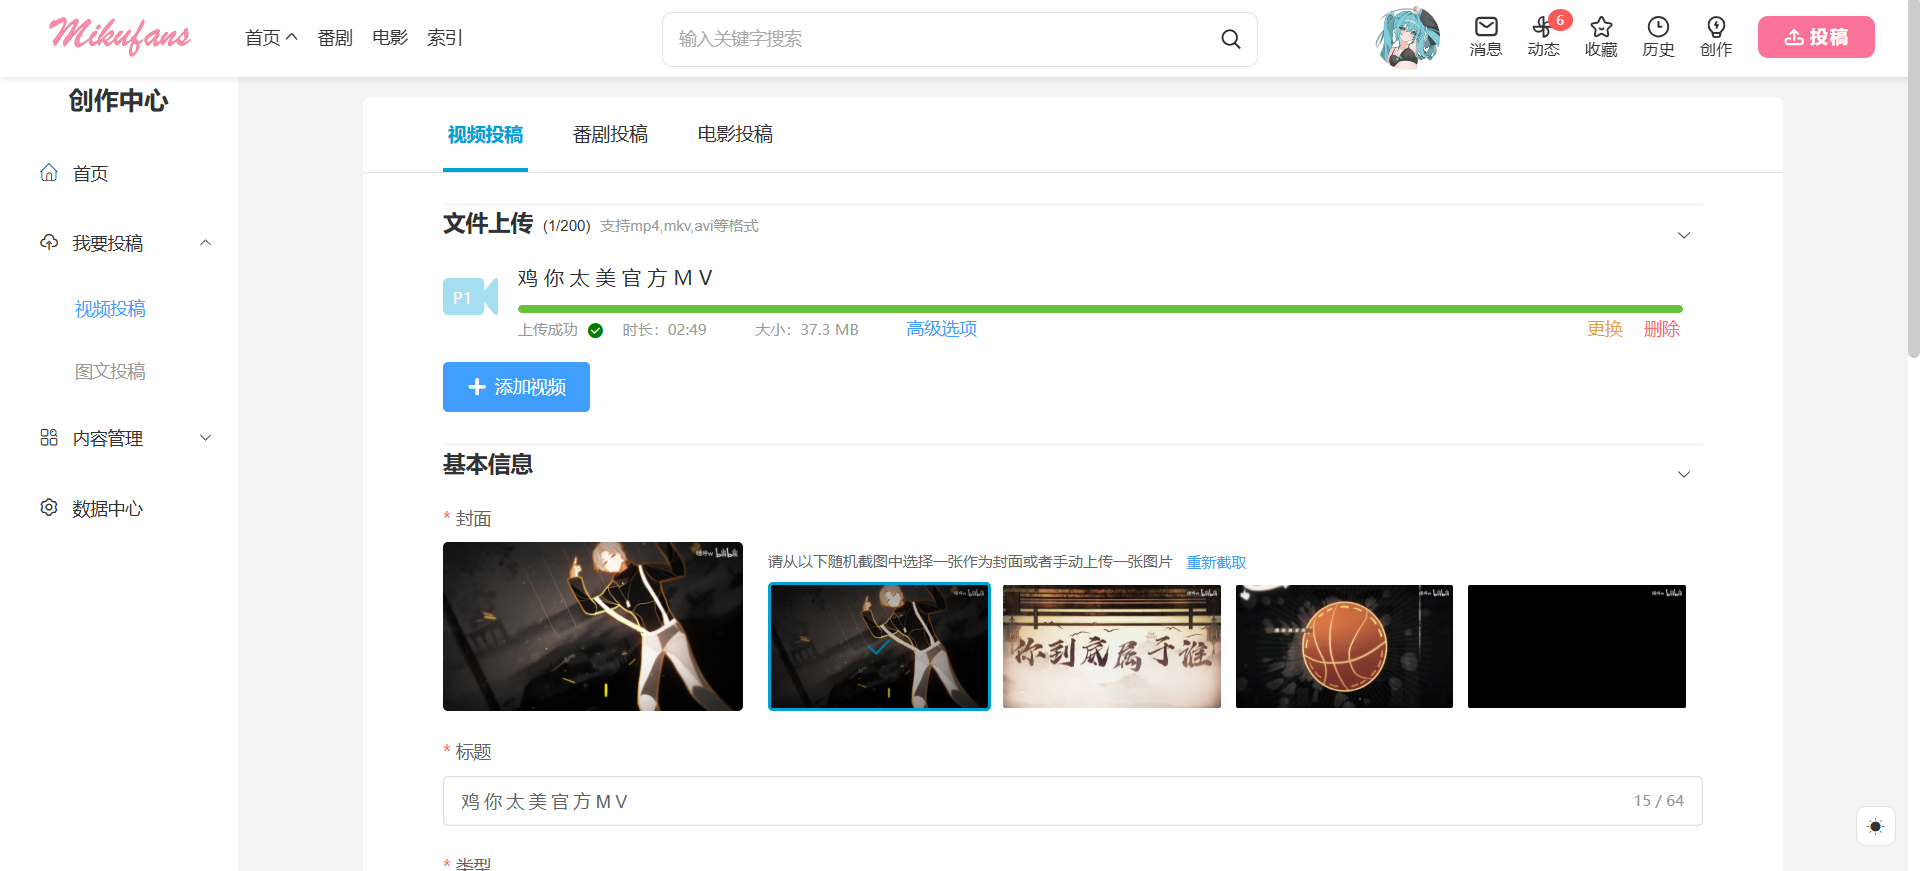 Mikufans
首页 番剧 电影 索引
输入关键字搜索
消息
6
动态
收藏
历史
创作
投稿
创作中心
首页
我要投稿
视频投稿
图文投稿
内容管理
数据中心
视频投稿 番剧投稿 电影投稿
文件上传 (1/200) 支持mp4,mkv,avi等格式
P1
鸡 你 太 美 官 方 M V
上传成功 时长：02:49 大小：37.3 MB 高级选项 更换 删除
添加视频
基本信息
* 封面
bilibili
请从以下随机截图中选择一张作为封面或者手动上传一张图片 重新截取
bilibili
bilibili
你到底属于谁
bilibili
bilibili
* 标题
鸡 你 太 美 官 方 M V
15 / 64
* 类型